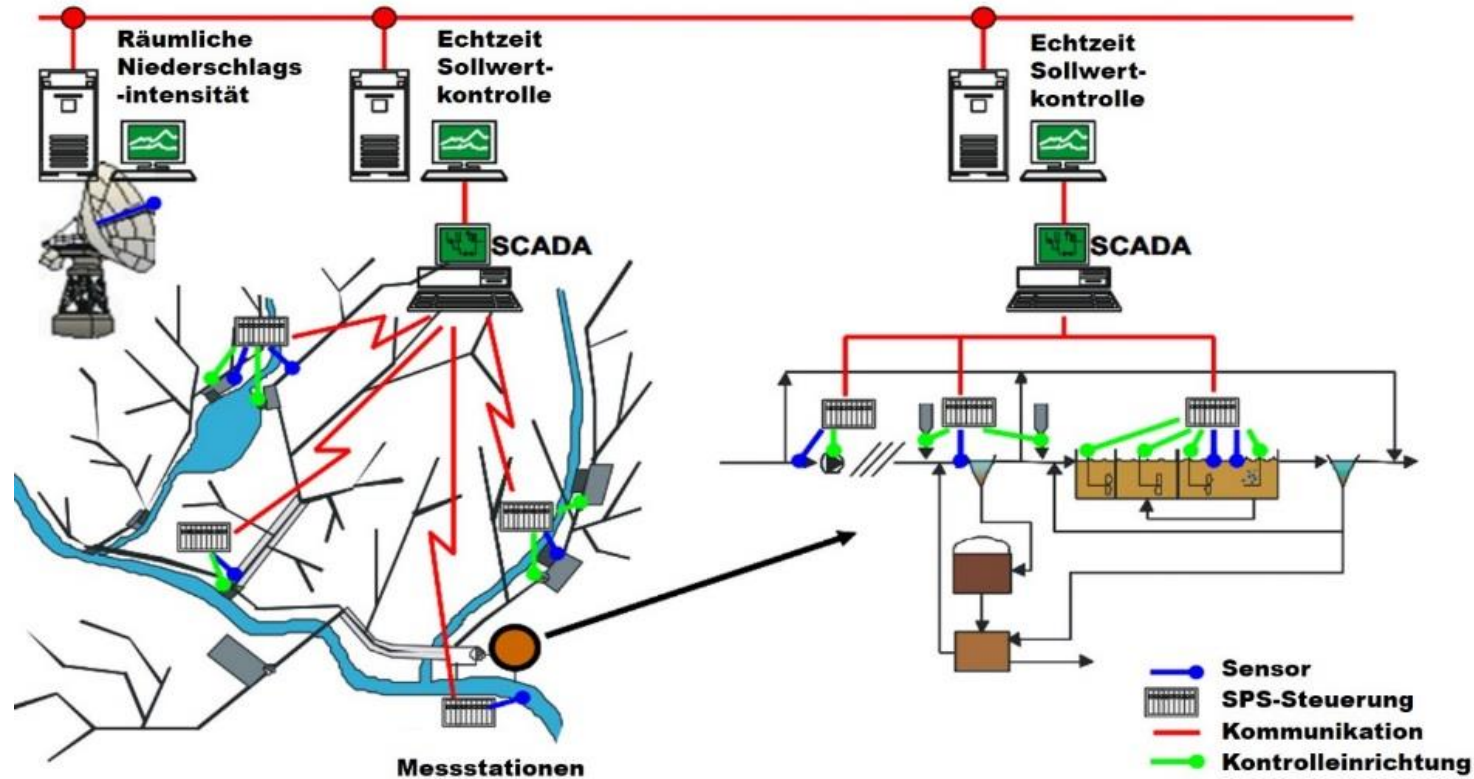 Räumliche
Niederschlags
-intensität
Echtzeit
Sollwert-
kontrolle
Echtzeit
Sollwert-
kontrolle
SCADA
SCADA
Sensor
SPS-Steuerung
Kommunikation
Kontrolleinrichtung
Messstationen